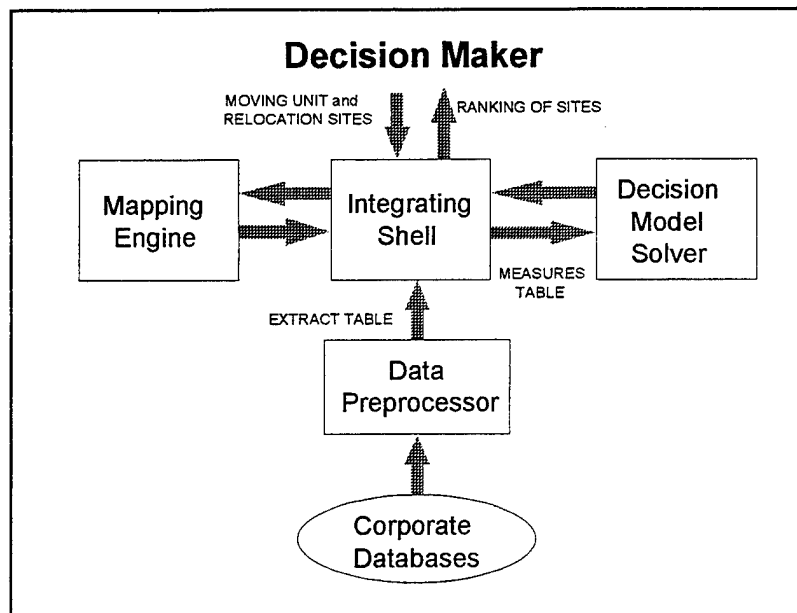 Decision Maker
MOVING UNIT and
RELOCATION SITES
RANKING OF SITES
Mapping
Engine
Integrating
Shell
Decision
Model
Solver
MEASURES
TABLE
EXTRACT TABLE
Data
Preprocessor
Corporate
Databases